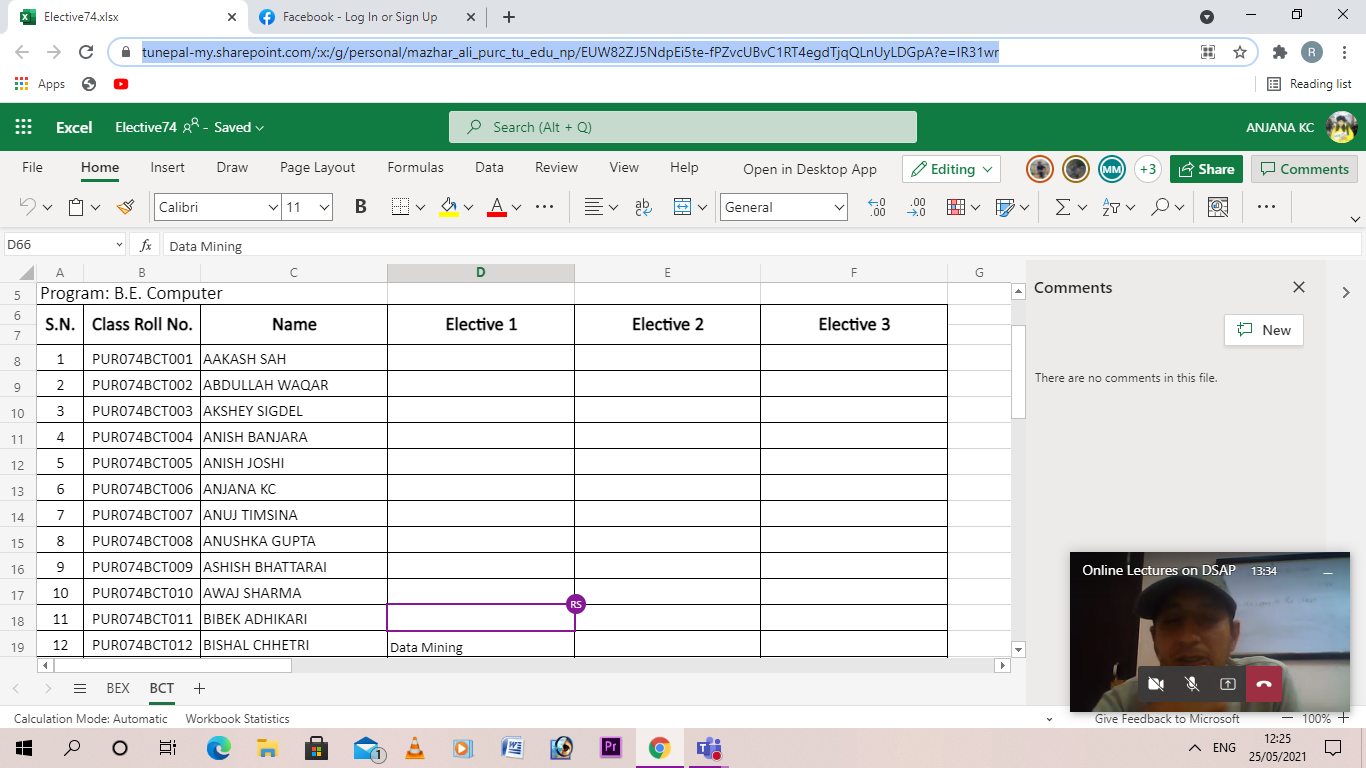 Elective74.xlsx
Facebook - Log In or Sign Up
tunepal-my.sharepoint.com/:x:/g/personal/mazhar_ali_purc_tu_edu_np/EUW82ZJ5NdpEi5te-fPZvcUBvC1RT4egdTjqQLnUyLDGpA?e=IR31wr
R
Apps
Reading list
Excel Elective74 - Saved
Search (Alt + Q)
ANJANA KC
File Home Insert Draw Page Layout Formulas Data Review View Help Open in Desktop App Editing MM +3 Share Comments
Calibri 11 B A ab General
D66 fx Data Mining
A B C D E F G
5 Program: B.E. Computer
6
S.N. Class Roll No. Name Elective 1 Elective 2 Elective 3
7
8 1 PUR074BCT001 AAKASH SAH
9 2 PUR074BCT002 ABDULLAH WAQAR
10 3 PUR074BCT003 AKSHEY SIGDEL
11 4 PUR074BCT004 ANISH BANJARA
12 5 PUR074BCT005 ANISH JOSHI
13 6 PUR074BCT006 ANJANA KC
14 7 PUR074BCT007 ANUJ TIMSINA
15 8 PUR074BCT008 ANUSHKA GUPTA
16 9 PUR074BCT009 ASHISH BHATTARAI
17 10 PUR074BCT010 AWAJ SHARMA
RS
18 11 PUR074BCT011 BIBEK ADHIKARI
19 12 PUR074BCT012 BISHAL CHHETRI Data Mining
Comments
New
There are no comments in this file.
Online Lectures on DSAP 13:34
BEX BCT
Calculation Mode: Automatic Workbook Statistics
Give Feedback to Microsoft 100%
1
Pr
ENG
12:25
25/05/2021